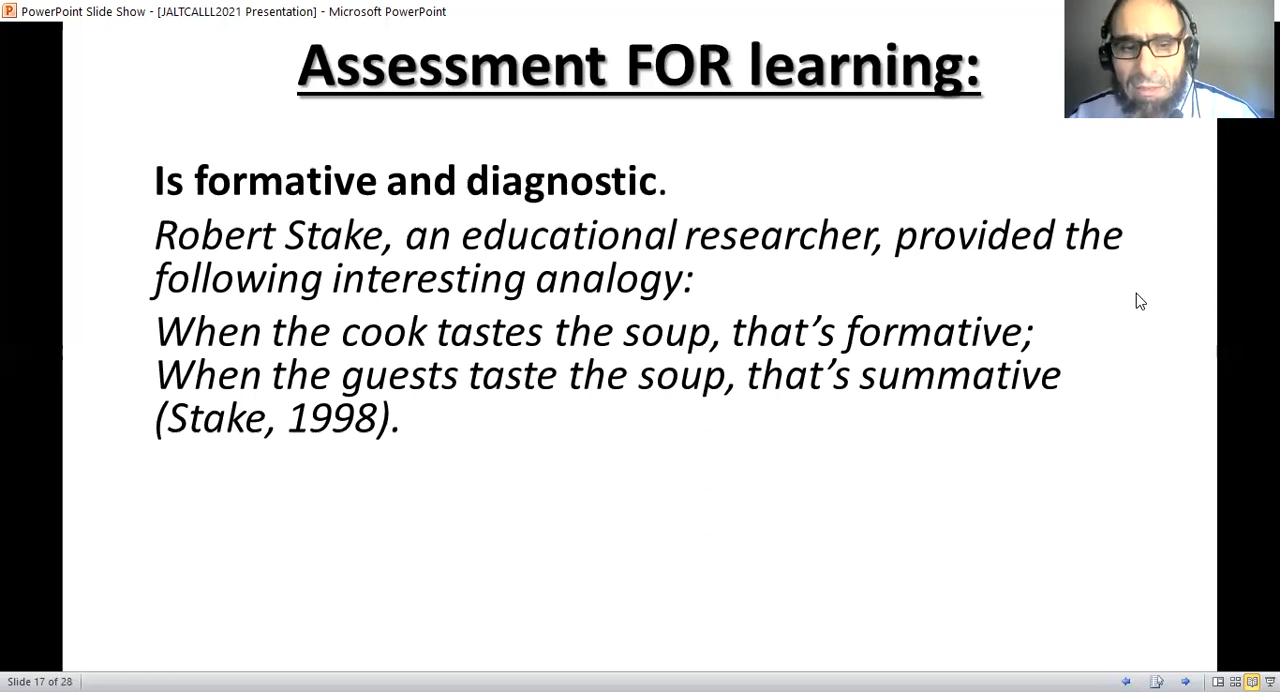 PowerPoint Slide Show - [JALTCALLL2021 Presentation] - Microsoft PowerPoint
Assessment FOR learning:
Is formative and diagnostic.
Robert Stake, an educational researcher, provided the
following interesting analogy:
When the cook tastes the soup, that's formative;
When the guests taste the soup, that's summative
(Stake, 1998).
Slide 17 of 28